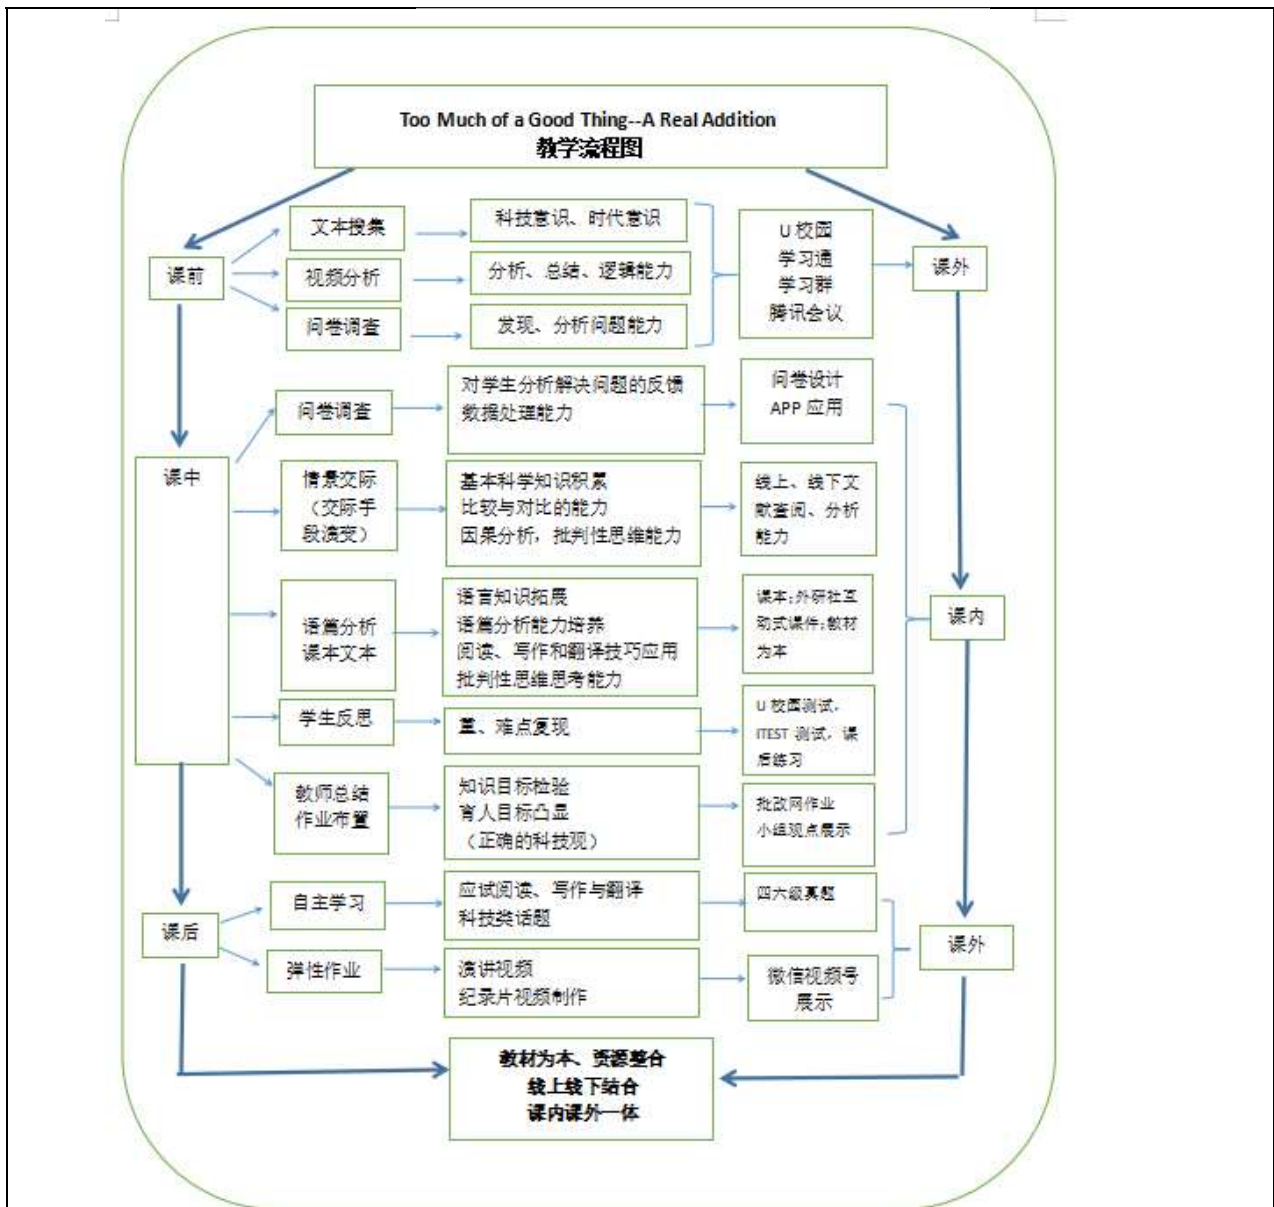 Too Much of a Good Thing--A Real Addition
教学流程图
课前
文本搜集
科技意识、时代意识
视频分析
分析、总结、逻辑能力
问卷调查
发现、分析问题能力
U 校园
学习通
学习群
腾讯会议
课外
课中
问卷调查
对学生分析解决问题的反馈
数据处理能力
问卷设计
APP 应用
情景交际
（交际手
段演变）
基本科学知识积累
比较与对比的能力
因果分析，批判性思维能力
线上、线下文
献查阅、分析
能力
语篇分析
课本文本
语言知识拓展
语篇分析能力培养
阅读、写作和翻译技巧应用
批判性思维思考能力
课本；外研社互
动式课件；教材
为本
课内
学生反思
重、难点复现
U 校园测试，
ITEST 测试，课
后练习
教师总结
作业布置
知识目标检验
育人目标凸显
（正确的科技观）
批改网作业
小组观点展示
课后
自主学习
应试阅读、写作与翻译
科技类话题
四六级真题
弹性作业
演讲视频
纪录片视频制作
微信视频号
展示
课外
教材为本、资源整合
线上线下结合
课内课外一体